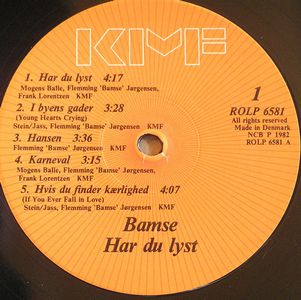 KMF
1. Har du lyst 4:17
Mogens Balle, Flemming 'Bamse' Jørgensen,
Frank Lorentzen KMF
2. I byens gader 3:28
(Young Hearts Crying)
Stein/Jass, Flemming 'Bamse' Jørgensen KMF
3. Hansen 3:36
Flemming 'Bamse' Jørgensen KMF
4. Karneval 3:15
Mogens Balle, Flemming 'Bamse' Jørgensen,
Frank Lorentzen KMF
5. Hvis du finder kærlighed 4:07
(If You Ever Fall in Love)
Stein/Jass, Flemming 'Bamse' Jørgensen KMF
1
ROLP 6581
All rights reserved
Made in Denmark
NCB P 1982
ROLP 6581 A
Bamse
Har du lyst